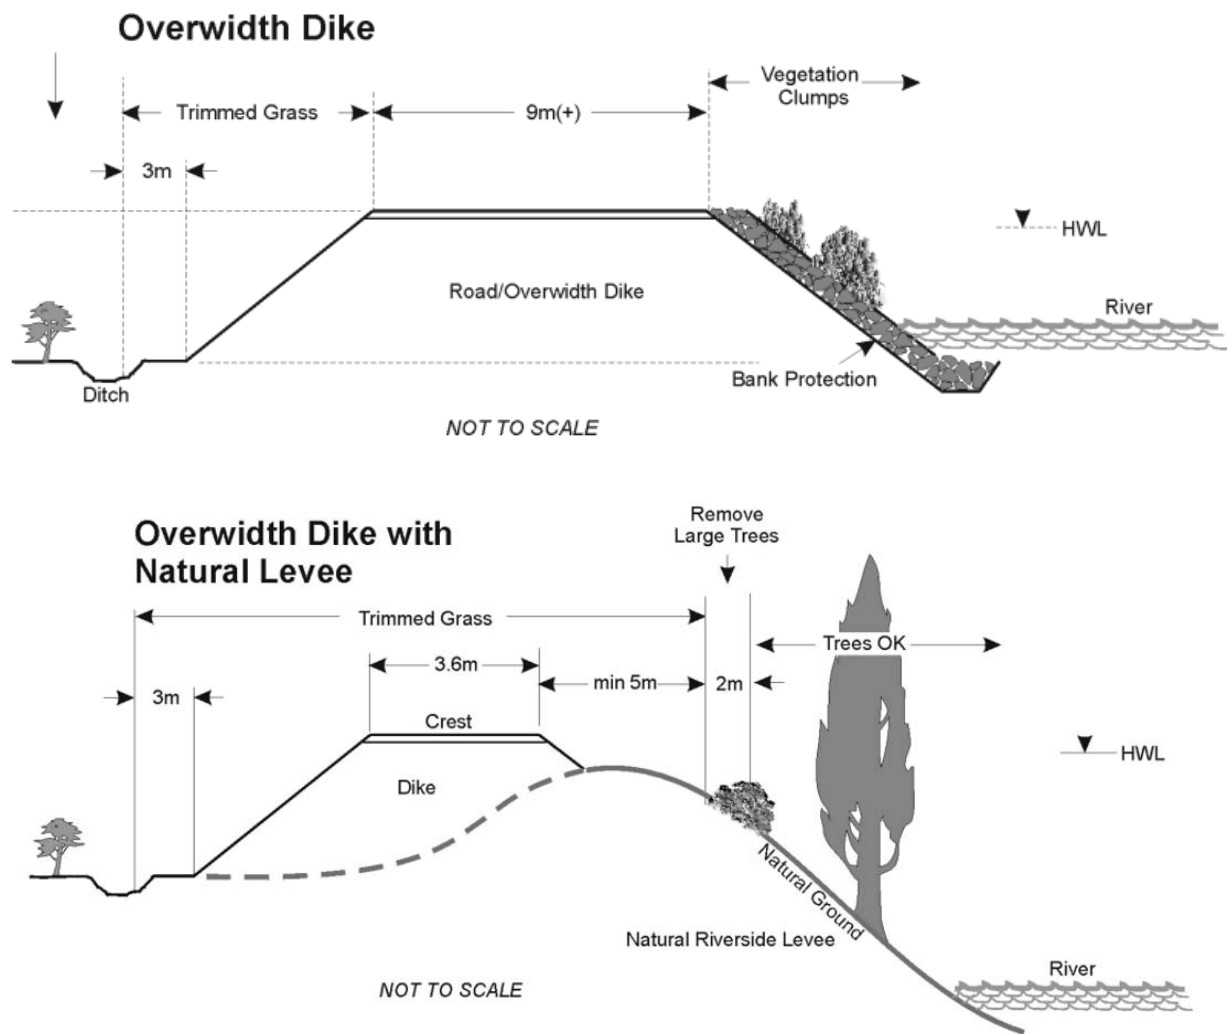 Overwidth Dike
Vegetation
Clumps
Trimmed Grass
9m(+)
3m
HWL
Road/Overwidth Dike
River
Bank Protection
Ditch
NOT TO SCALE
Overwidth Dike with
Natural Levee
Remove
Large Trees
Trimmed Grass
Trees OK
3.6m
min 5m
2m
3m
Crest
HWL
Dike
Natural Ground
Natural Riverside Levee
River
NOT TO SCALE